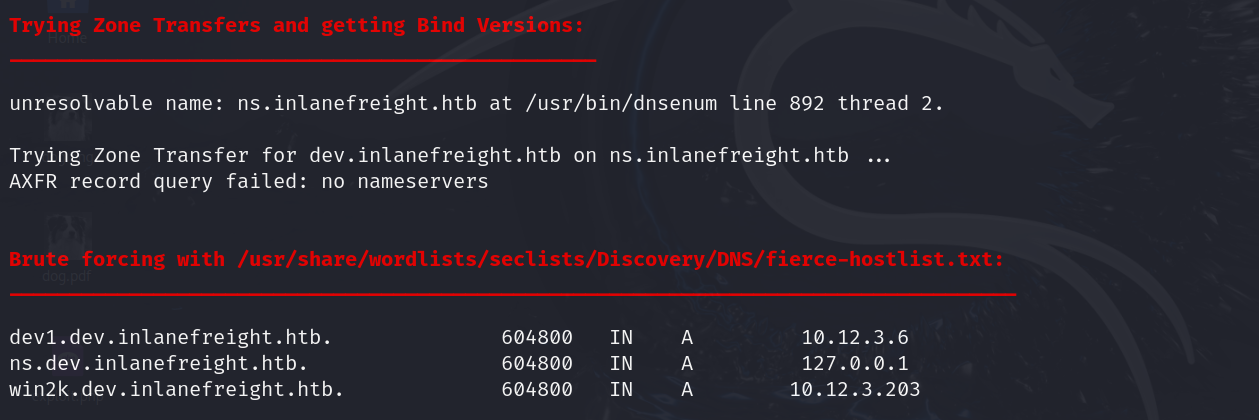 Trying Zone Transfers and getting Bind Versions:
Home
unresolvable name: ns.inlanefreight.htb at /usr/bin/dnsenum line 892 thread 2.
Trying Zone Transfer for dev.inlanefreight.htb on ns.inlanefreight.htb ...
AXFR record query failed: no nameservers
Brute forcing with /usr/share/wordlists/seclists/Discovery/DNS/fierce-hostlist.txt:
dog.pdf
dev1.dev.inlanefreight.htb. 604800 IN A 10.12.3.6
ns.dev.inlanefreight.htb. 604800 IN A 127.0.0.1
win2k.dev.inlanefreight.htb. 604800 IN A 10.12.3.203